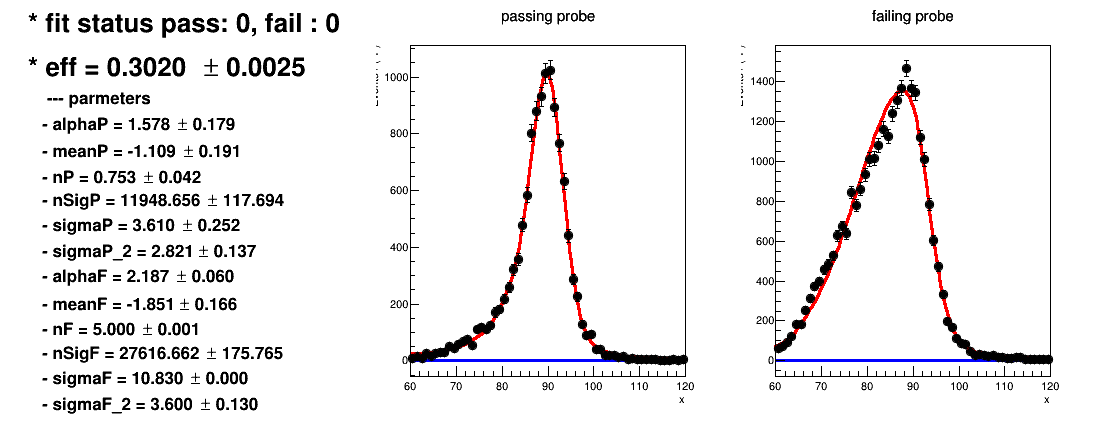 * fit status pass: 0, fail : 0
* eff = 0.3020 ± 0.0025
--- parmeters
- alphaP = 1.578 ± 0.179
- meanP = -1.109 ± 0.191
- nP = 0.753 ± 0.042
- nSigP = 11948.656 ± 117.694
- sigmaP = 3.610 ± 0.252
- sigmaP_2 = 2.821 ± 0.137
- alphaF = 2.187 ± 0.060
- meanF = -1.851 ± 0.166
- nF = 5.000 ± 0.001
- nSigF = 27616.662 ± 175.765
- sigmaF = 10.830 ± 0.000
- sigmaF_2 = 3.600 ± 0.130
passing probe
1000
800
600
400
200
0
60 70 80 90 100 110 120
x
failing probe
1400
1200
1000
800
600
400
200
0
60 70 80 90 100 110 120
x